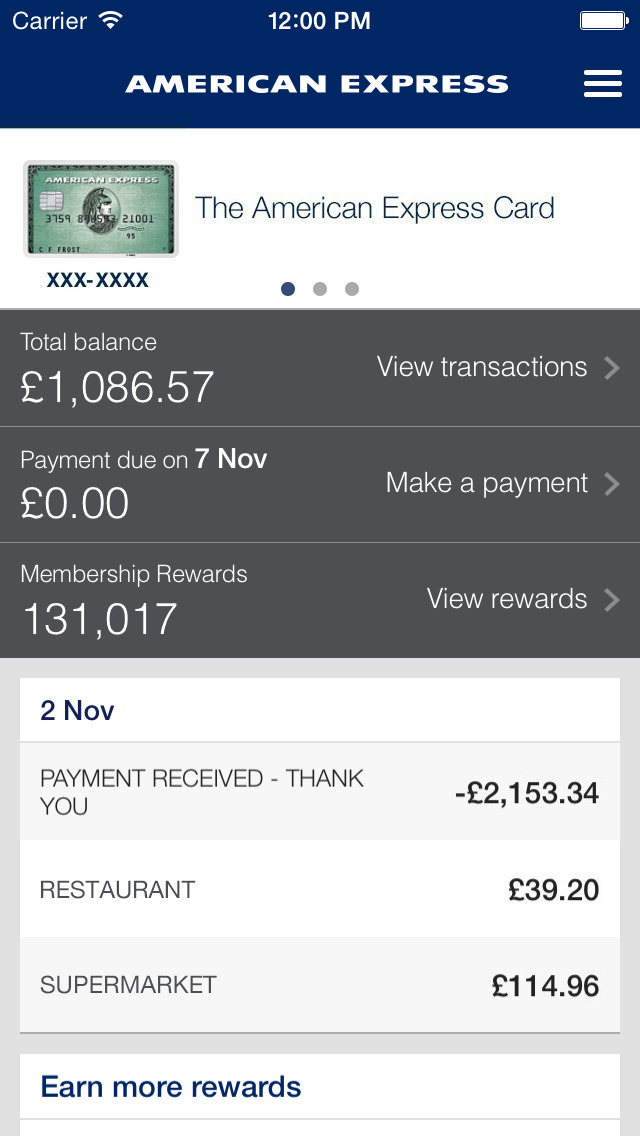 Carrier 12:00 PM
AMERICAN EXPRESS
AMERICAN EXPRESS
3759 21001
95
C F FROST
The American Express Card
XXX-XXXX
Total balance
£1,086.57
View transactions
Payment due on 7 Nov
£0.00
Make a payment
Membership Rewards
131,017
View rewards
2 Nov
PAYMENT RECEIVED - THANK
YOU
-£2,153.34
RESTAURANT
£39.20
SUPERMARKET
£114.96
Earn more rewards